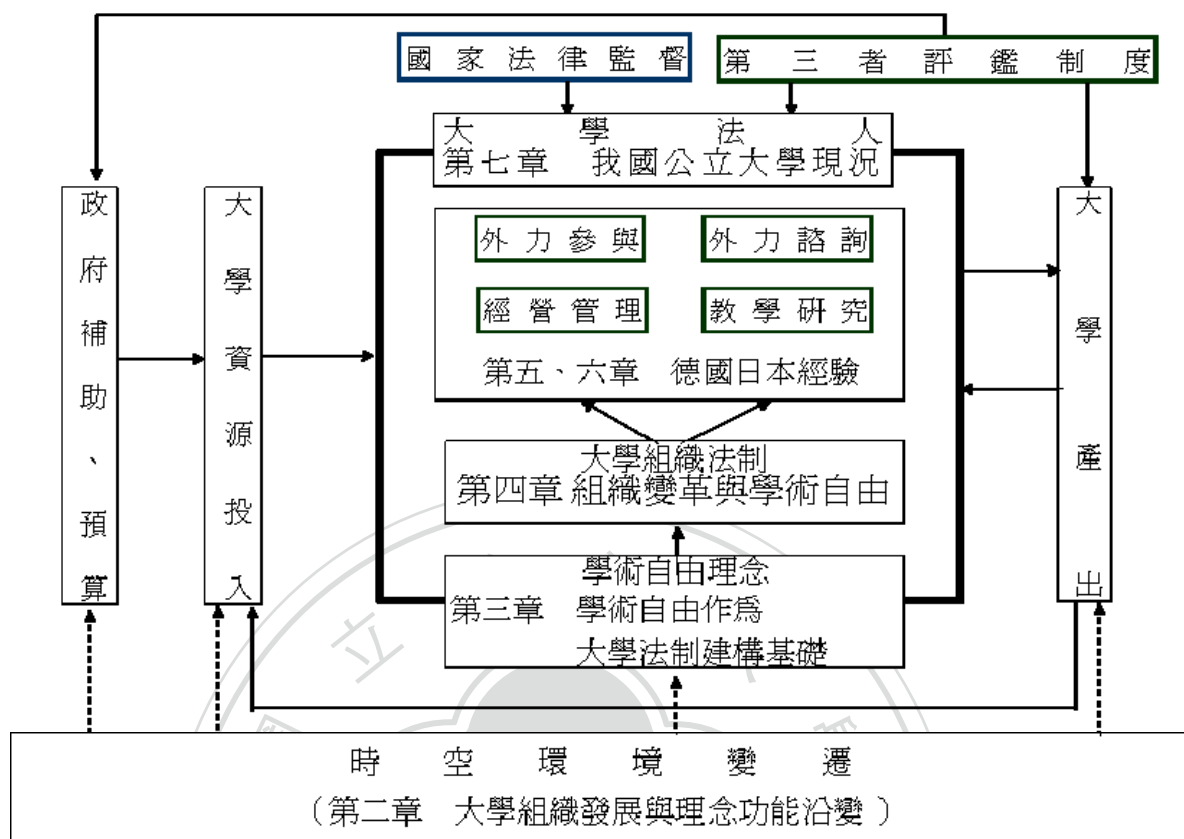 國家法律監督
第三者評鑑制度
大學法人
第七章 我國公立大學現況
政府補助、預算
大學資源投入
外力參與
外力諮詢
經營管理
教學研究
第五、六章 德國日本經驗
大學產出
大學組織法制
第四章 組織變革與學術自由
學術自由理念
第三章 學術自由作為
大學法制建構基礎
立
時空環境變遷
(第二章 大學組織發展與理念功能沿變)